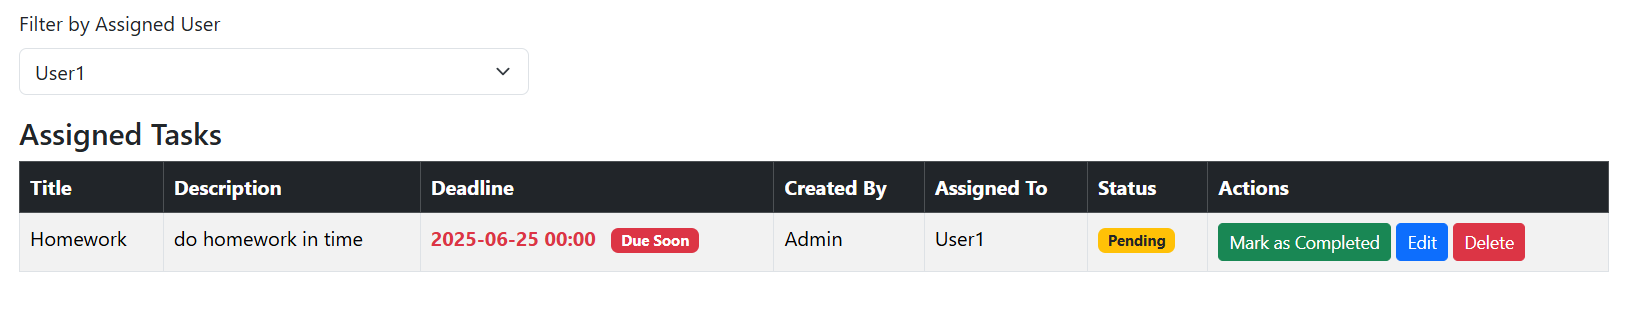 Filter by Assigned User
User1
Assigned Tasks
Title Description Deadline Created By Assigned To Status Actions
Homework do homework in time 2025-06-25 00:00 Due Soon Admin User1 Pending Mark as Completed Edit Delete